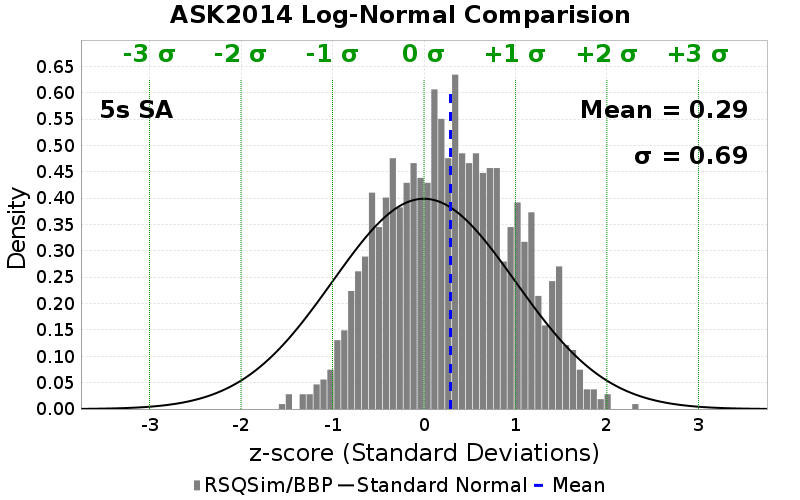 ASK2014 Log-Normal Comparision
-3 σ -2 σ -1 σ 0 σ +1 σ +2 σ +3 σ
5s SA
Mean = 0.29
σ = 0.69
Density
0.65
0.60
0.55
0.50
0.45
0.40
0.35
0.30
0.25
0.20
0.15
0.10
0.05
0.00
-3 -2 -1 0 1 2 3
z-score (Standard Deviations)
RSQSim/BBP Standard Normal Mean